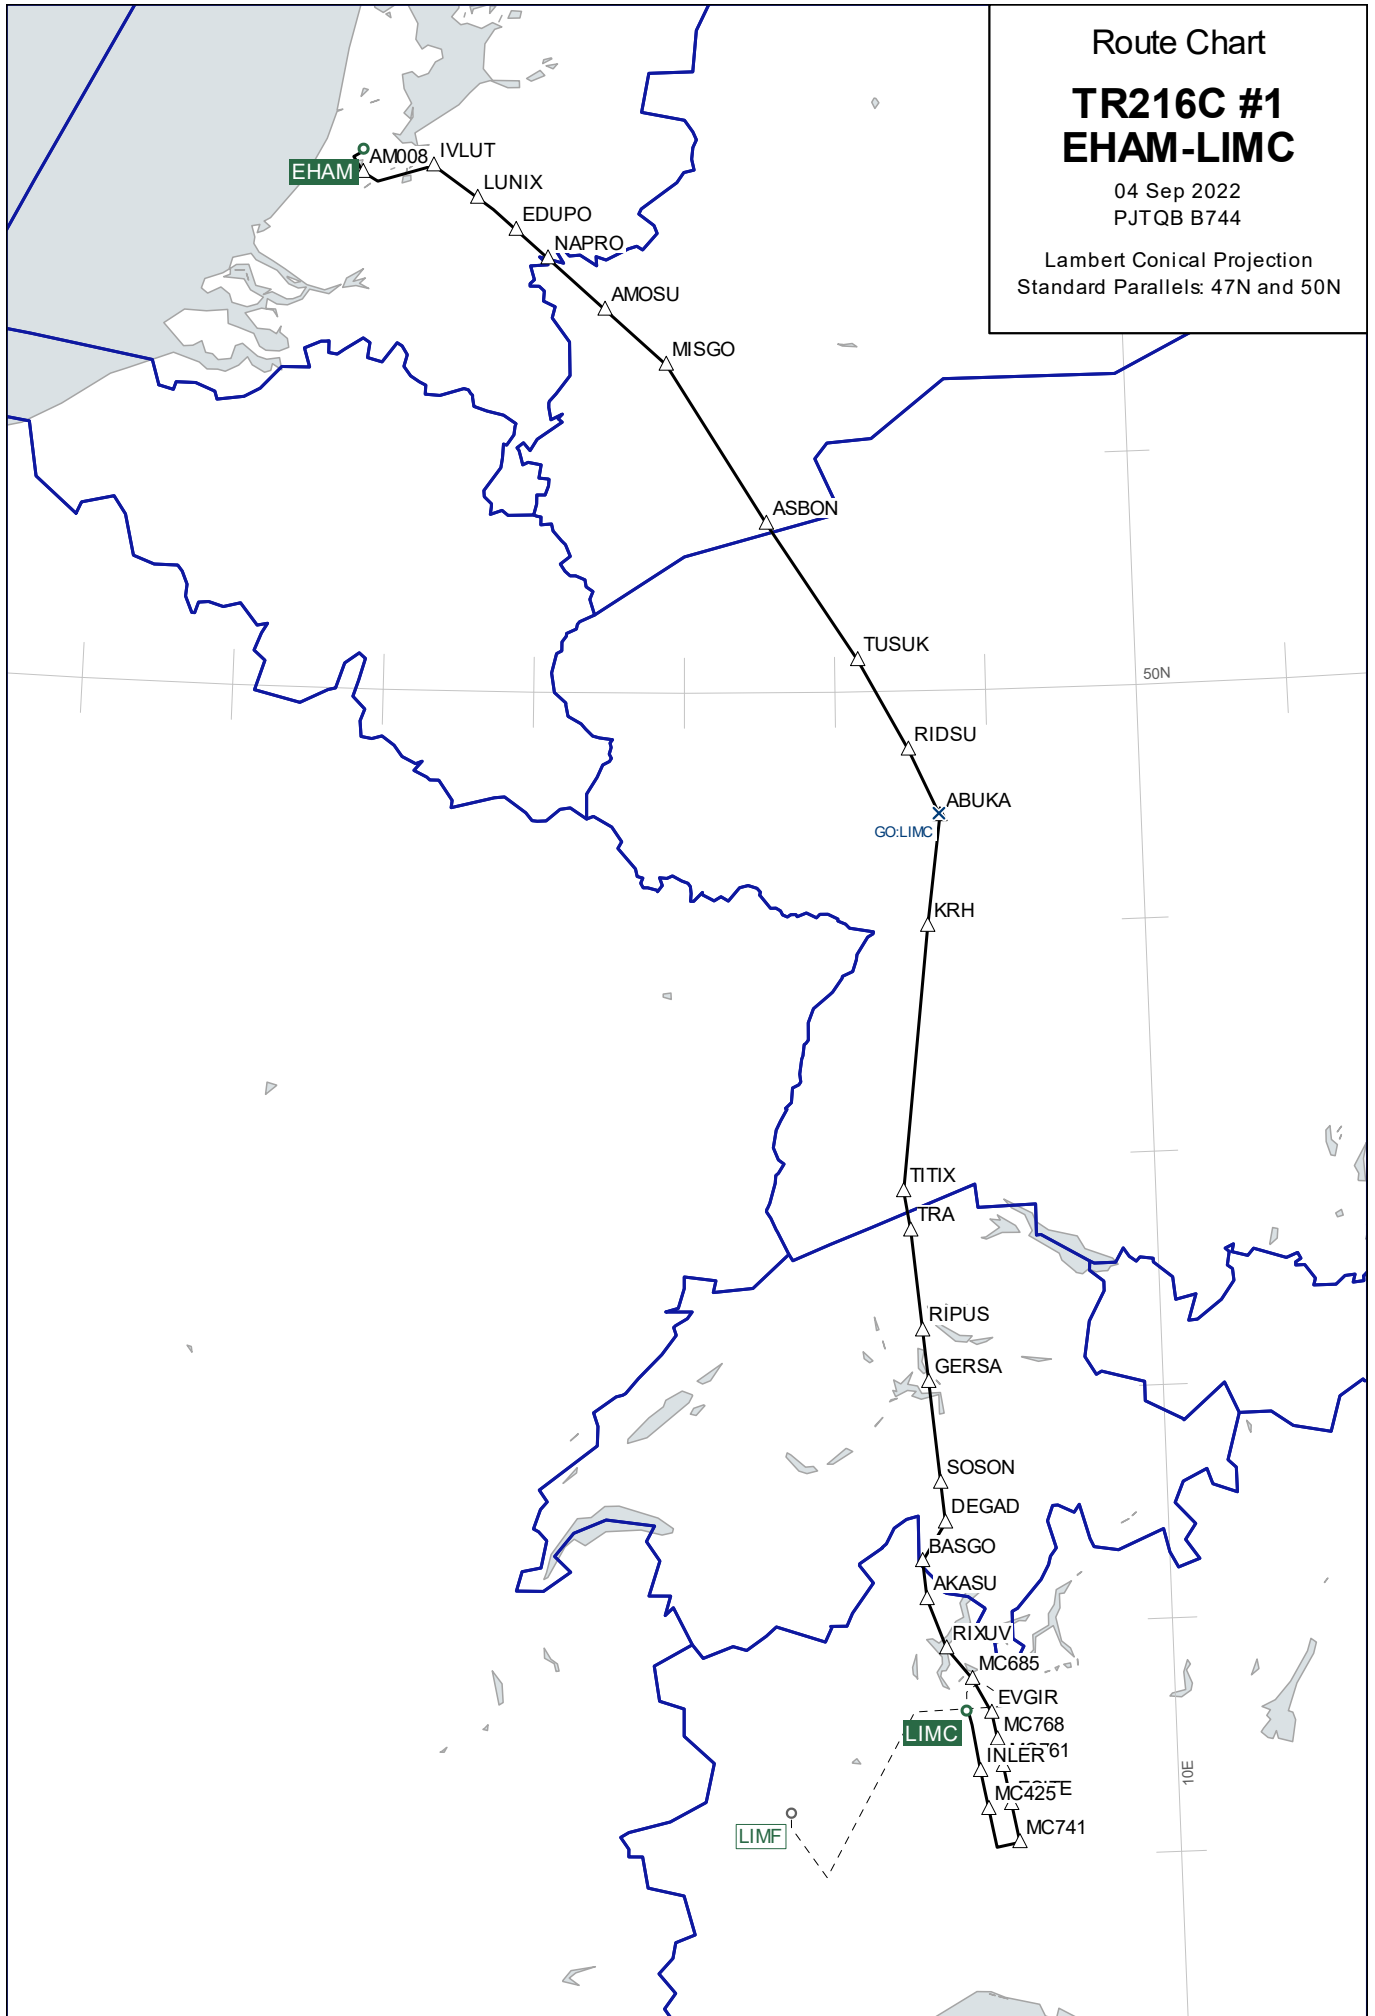 Route Chart
TR216C #1
EHAM-LIMC
04 Sep 2022
PJTQB B744
Lambert Conical Projection
Standard Parallels: 47N and 50N
EHAM
AM008
IVLUT
LUNIX
EDUPO
NAPRO
AMOSU
MISGO
ASBON
TUSUK
50N
RIDSU
ABUKA
GO:LIMC
KRH
TITIX
TRA
RIPUS
GERSA
SOSON
DEGAD
BASGO
AKASU
RIXUV
MC685
EVGIR
LIMC
MC768
INLER
10E
MC425
MC741
LIMF